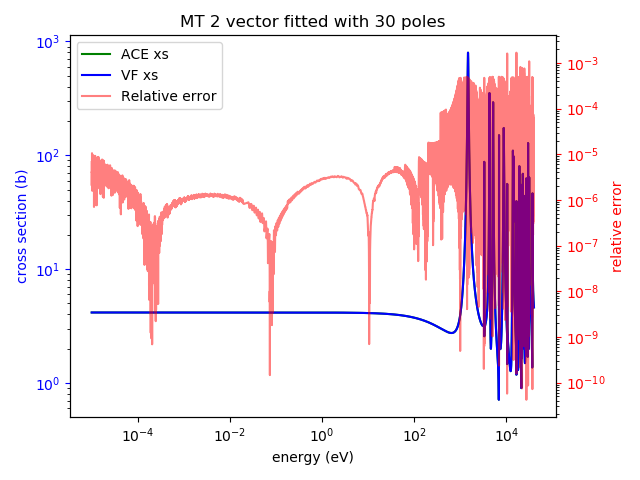 MT 2 vector fitted with 30 poles
ACE xs
VF xs
Relative error
cross section (b)
10³
10²
10¹
10⁰
10⁻³
10⁻⁴
10⁻⁵
10⁻⁶
10⁻⁷
10⁻⁸
10⁻⁹
10⁻¹⁰
relative error
10⁻⁴ 10⁻² 10⁰ 10² 10⁴
energy (eV)